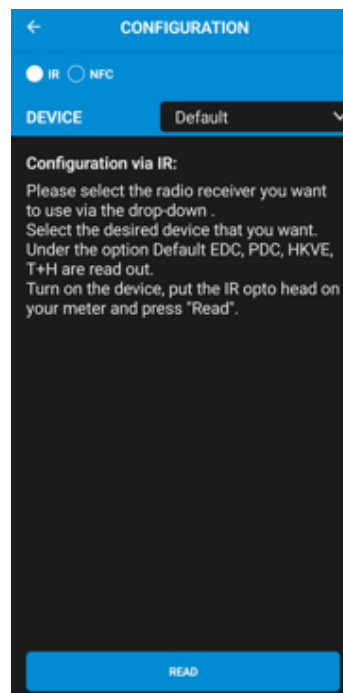 CONFIGURATION
IR NFC
DEVICE Default
Configuration via IR:
Please select the radio receiver you want
to use via the drop-down .
Select the desired device that you want.
Under the option Default EDC, PDC, HKVE,
T+H are read out.
Turn on the device, put the IR opto head on
your meter and press "Read".
READ